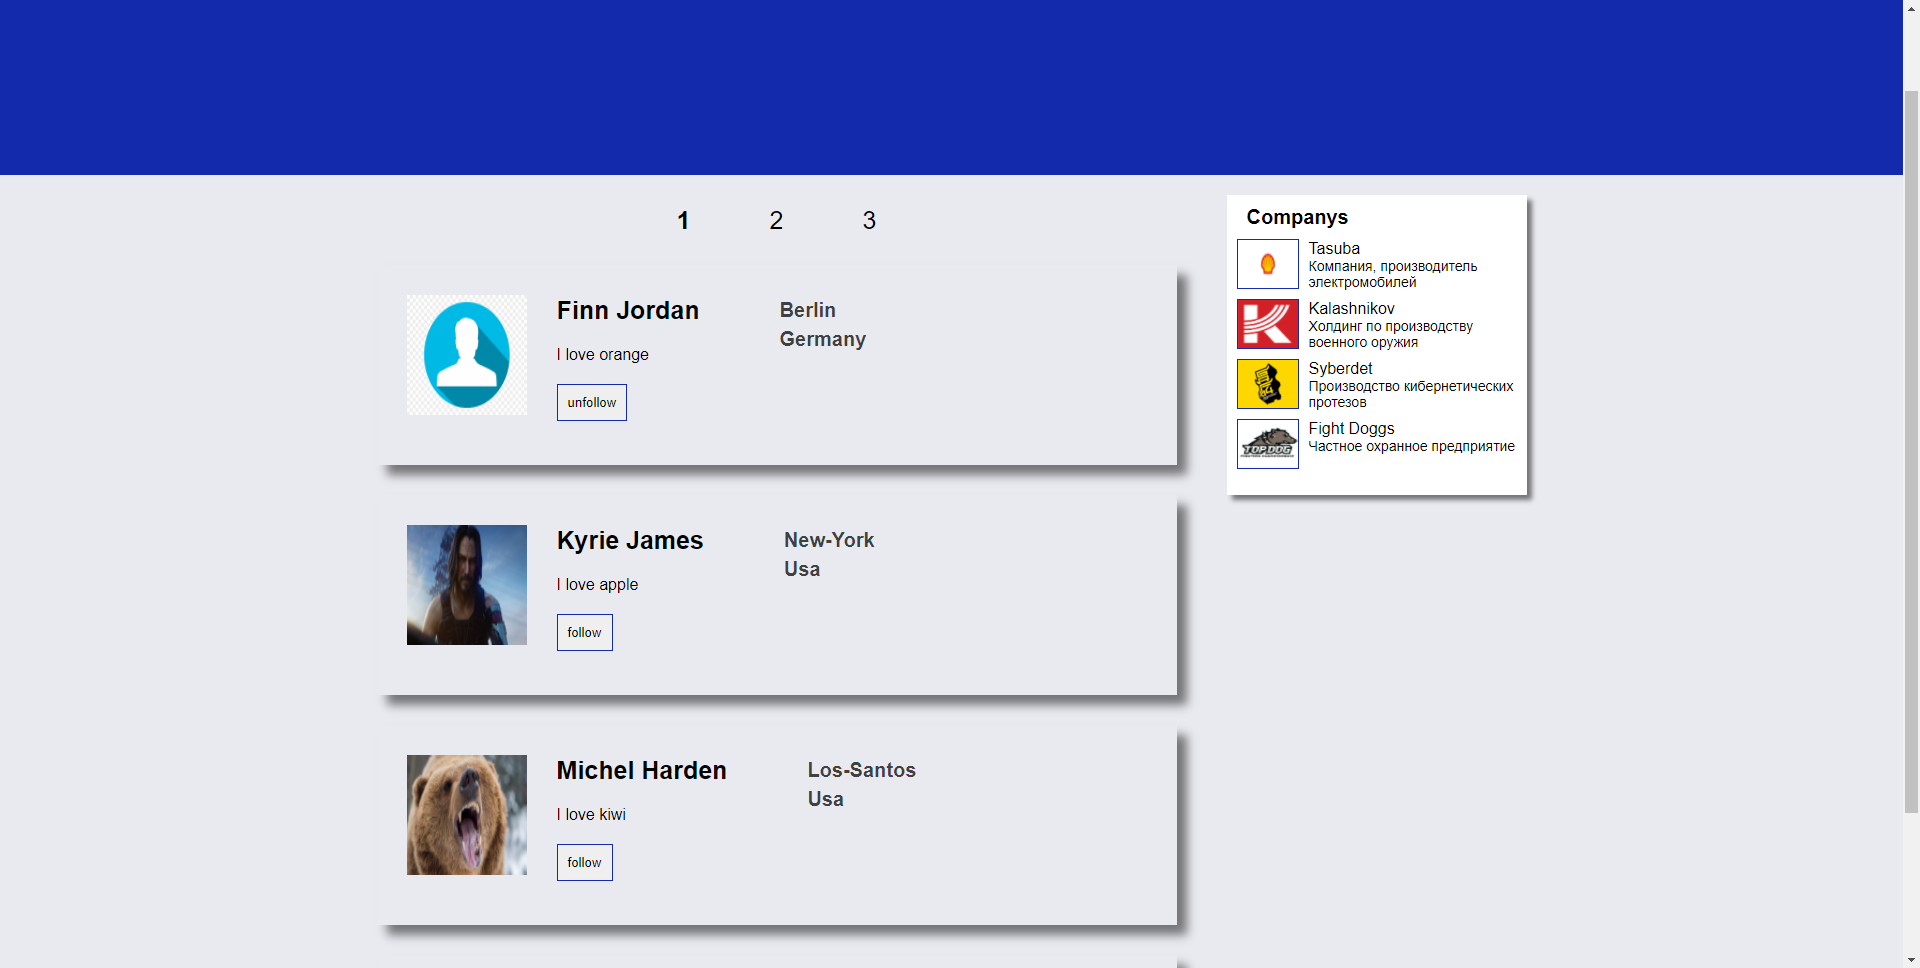 1 2 3
Finn Jordan
I love orange
unfollow
Berlin
Germany
Kyrie James
I love apple
follow
New-York
Usa
Michel Harden
I love kiwi
follow
Los-Santos
Usa
Companys
Tasuba
Компания, производитель
электромобилей
Kalashnikov
Холдинг по производству
военного оружия
Syberdet
Производство кибернетических
протезов
TOP DOG
Fight Doggs
Частное охранное предприятие